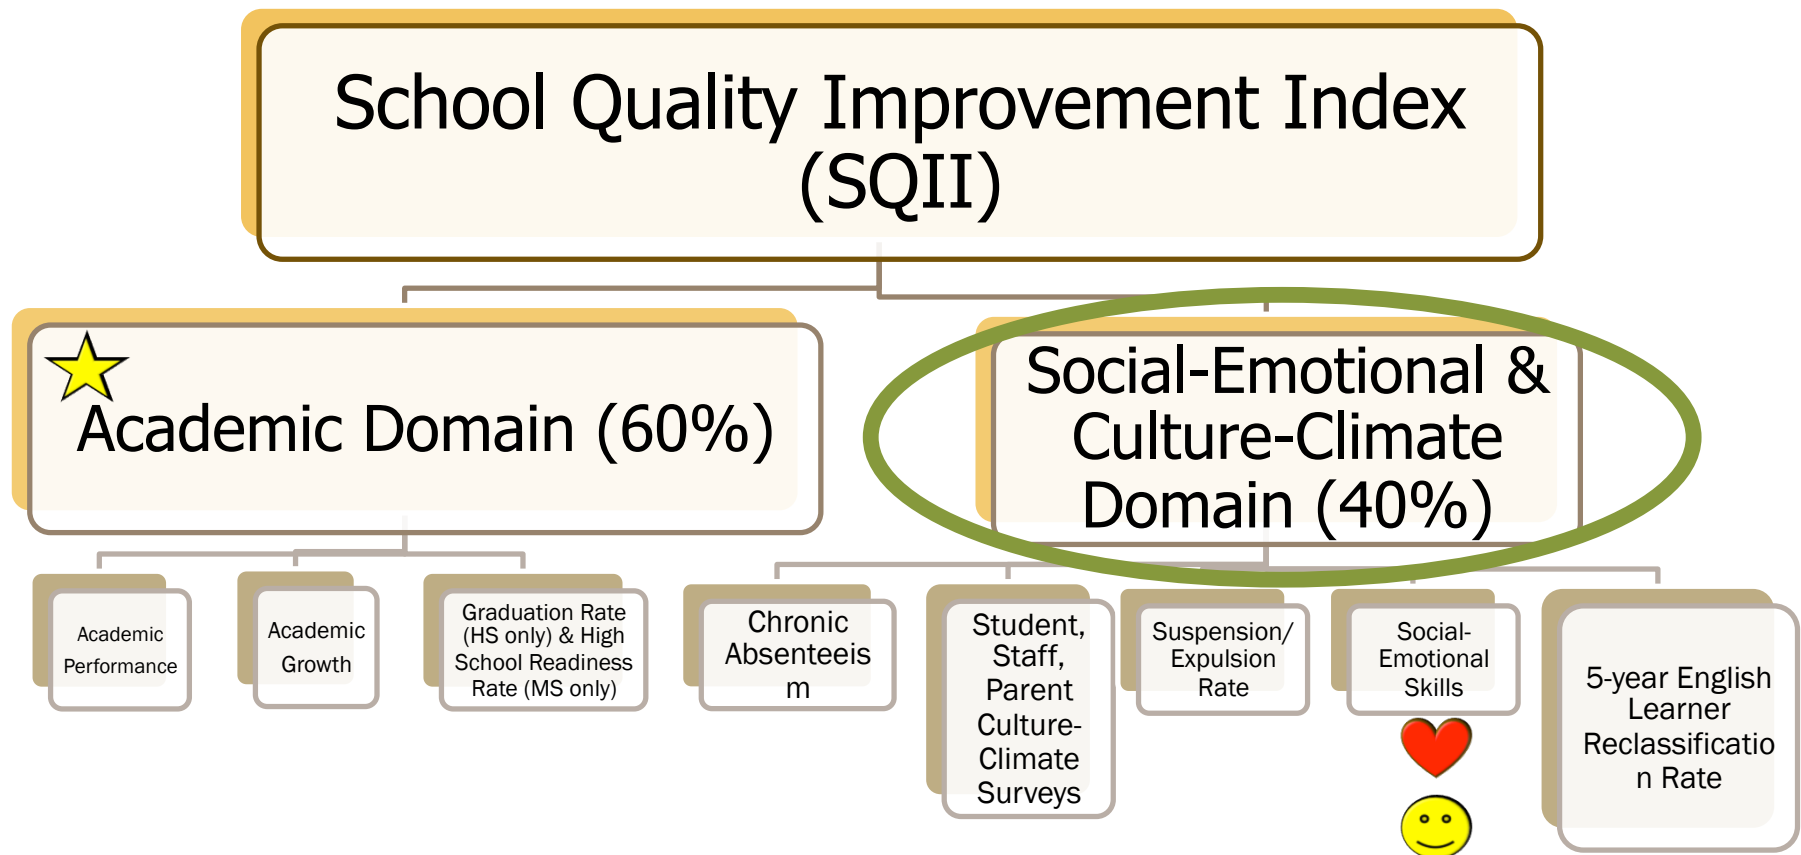 School Quality Improvement Index
(SQII)
Academic Domain (60%)
Social-Emotional &
Culture-Climate
Domain (40%)
Academic
Performance
Academic
Growth
Graduation Rate
(HS only) & High
School Readiness
Rate (MS only)
Chronic
Absenteeis
m
Student,
Staff,
Parent
Culture-
Climate
Surveys
Suspension/
Expulsion
Rate
Social-
Emotional
Skills
5-year English
Learner
Reclassificatio
n Rate